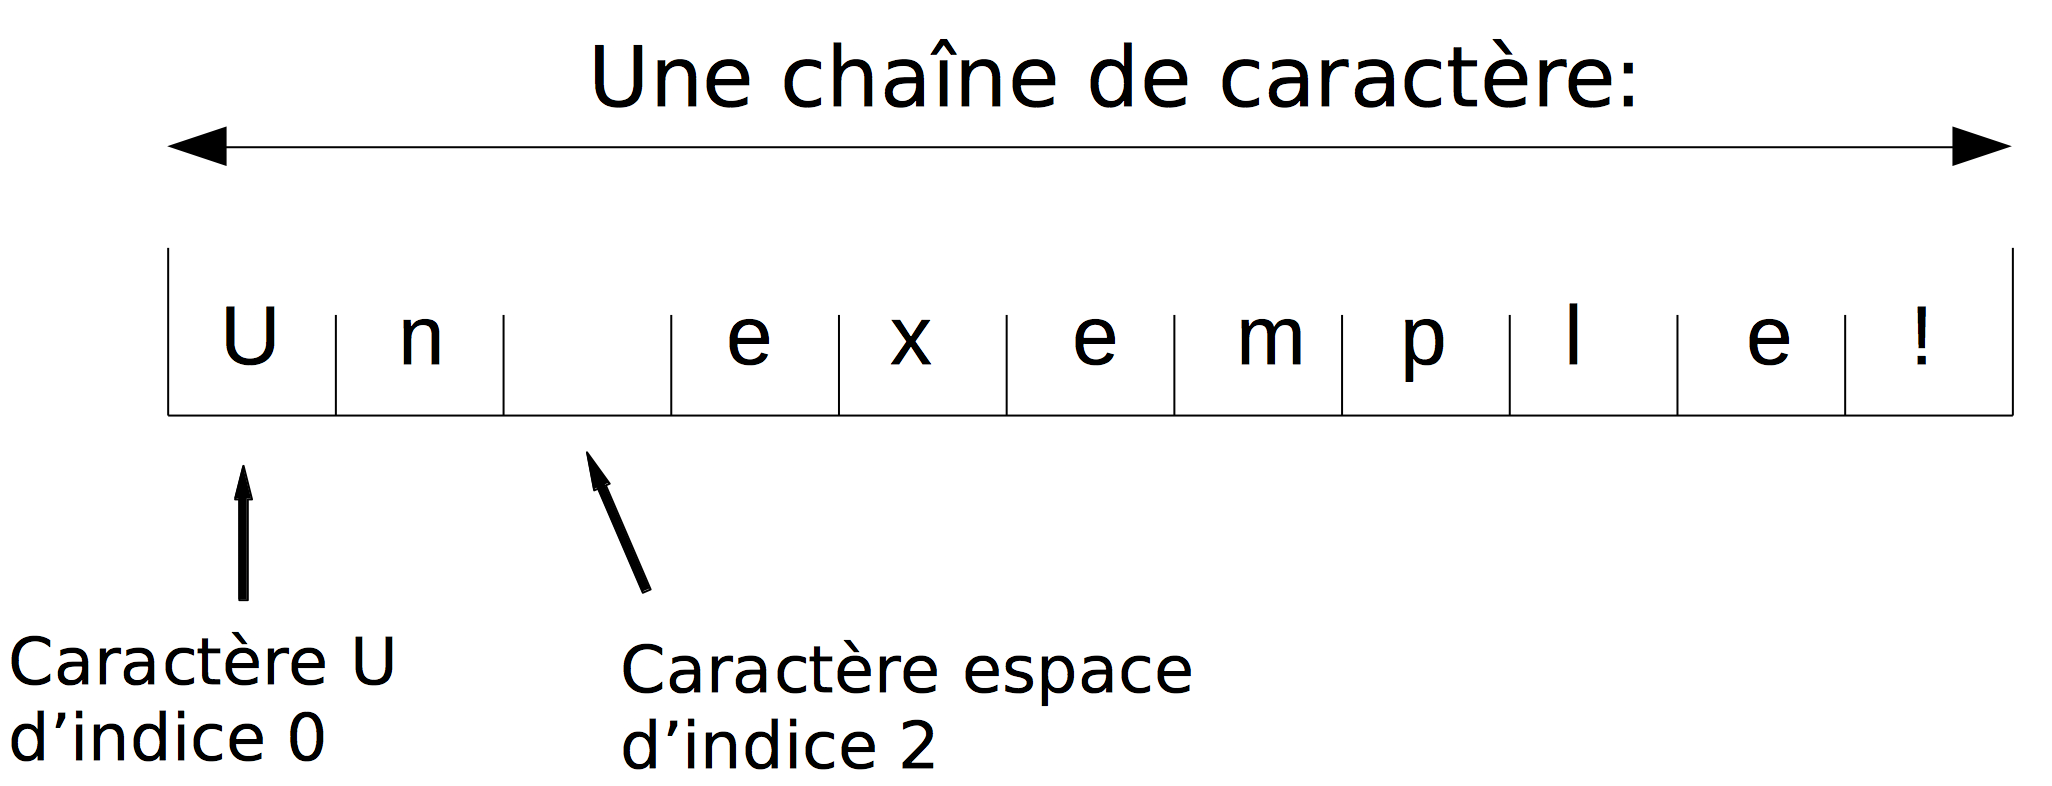 Une chaîne de caractère:
U n e x e m p l e !
Caractère U
d’indice 0
Caractère espace
d’indice 2